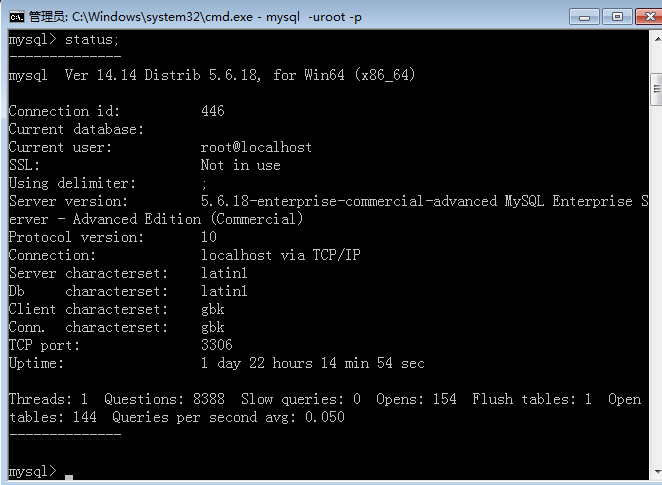 管理员: C:\Windows\system32\cmd.exe - mysql  -uroot -p
mysql> status;
--------------
mysql  Ver 14.14 Distrib 5.6.18, for Win64 (x86_64)
Connection id:          446
Current database:
Current user:           root@localhost
SSL:                    Not in use
Using delimiter:        ;
Server version:         5.6.18-enterprise-commercial-advanced MySQL Enterprise S
erver - Advanced Edition (Commercial)
Protocol version:       10
Connection:             localhost via TCP/IP
Server characterset:    latin1
Db     characterset:    latin1
Client characterset:    gbk
Conn.  characterset:    gbk
TCP port:               3306
Uptime:                 1 day 22 hours 14 min 54 sec
Threads: 1  Questions: 8388  Slow queries: 0  Opens: 154  Flush tables: 1  Open
tables: 144  Queries per second avg: 0.050
--------------
mysql>